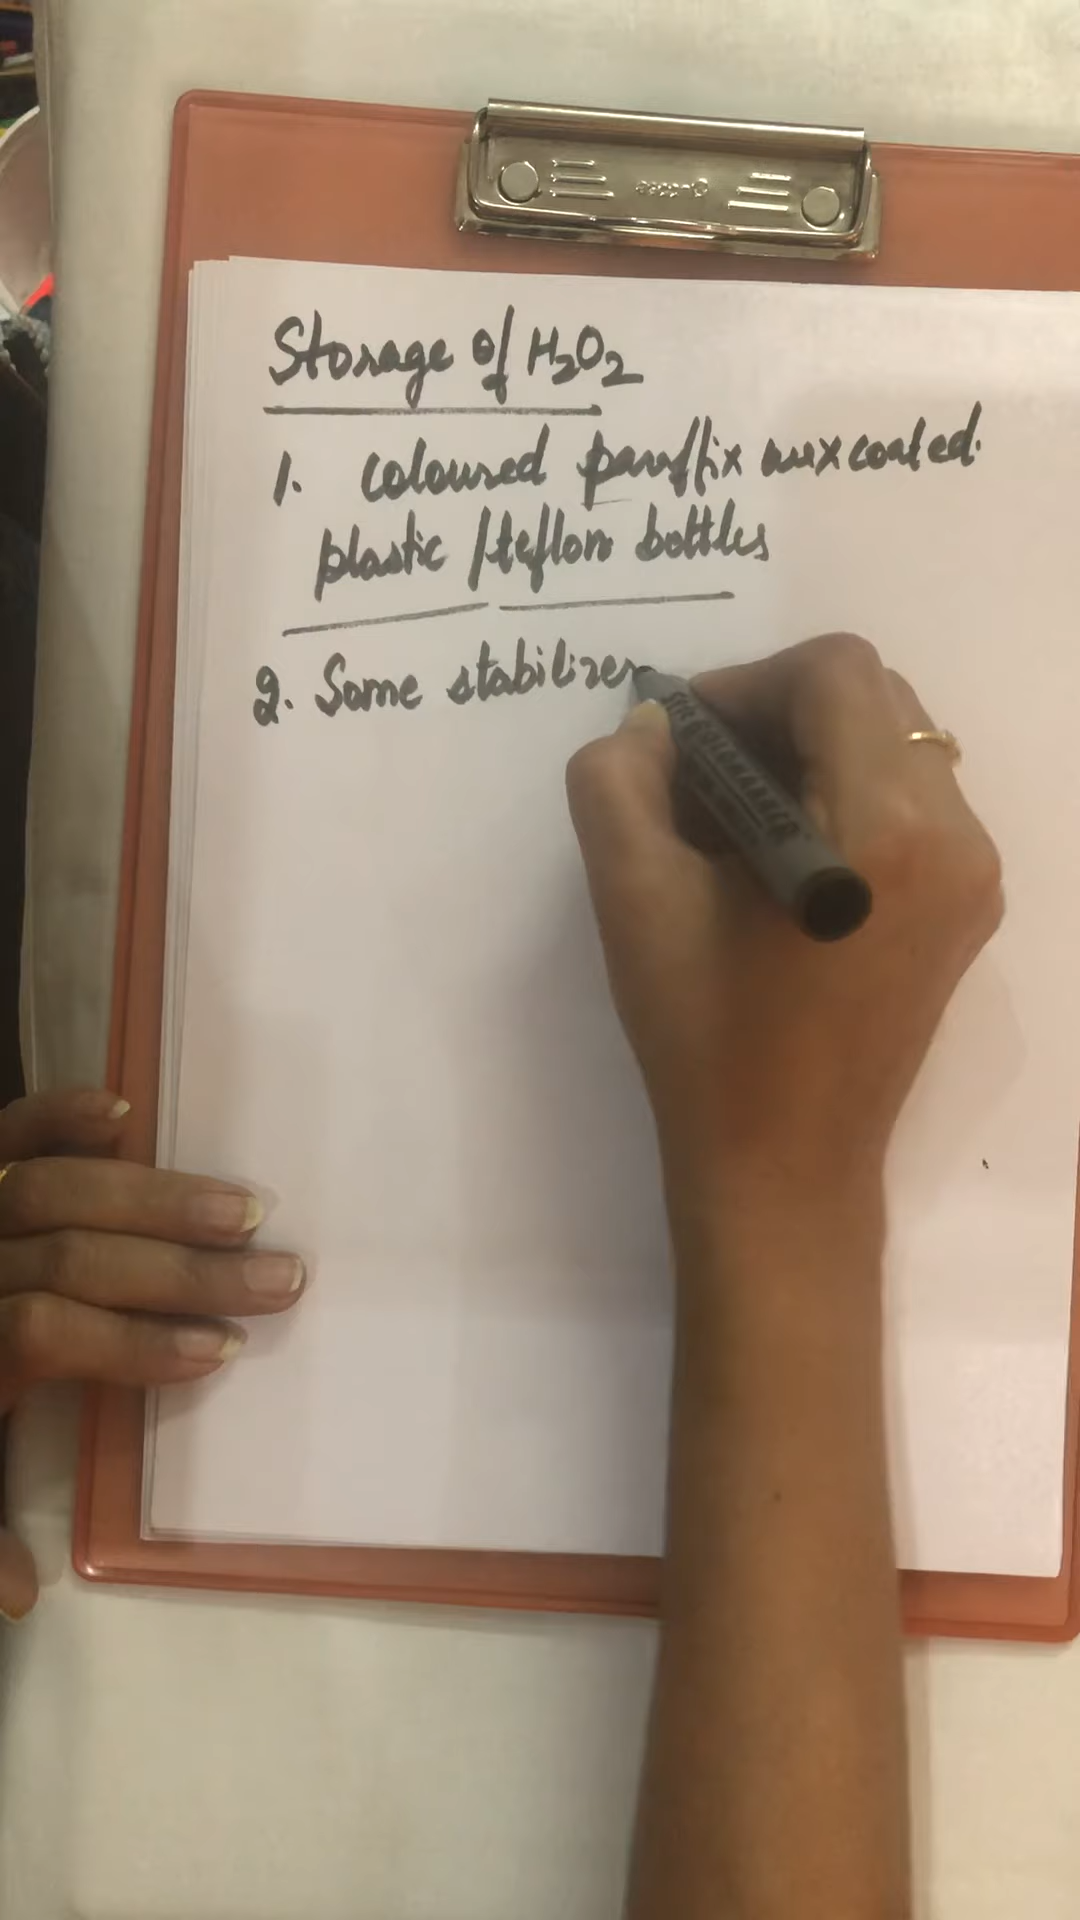 Storage of H₂O₂
1. coloured paraffix wax coated.
plastic / teflon bottles
2. Some stabilizer